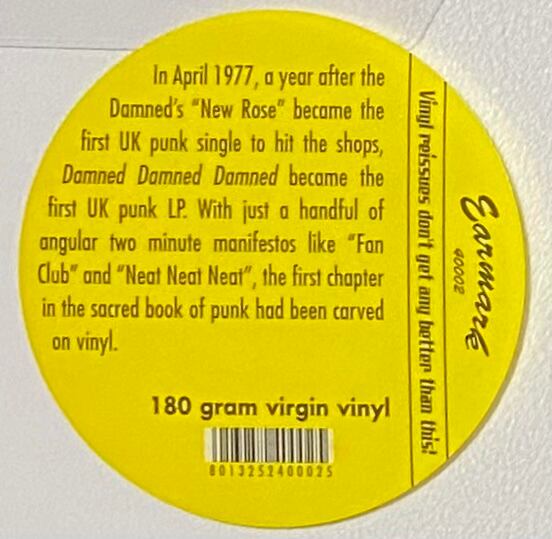 In April 1977, a year after the
Damned's "New Rose" became the
first UK punk single to hit the shops,
Damned Damned Damned became the
first UK punk LP. With just a handful of
angular two minute manifestos like "Fan
Club" and "Neat Neat Neat", the first chapter
in the sacred book of punk had been carved
on vinyl.
180 gram virgin vinyl
8013252400025
Vinyl reissues don't get any better than this!
Earmark
40002